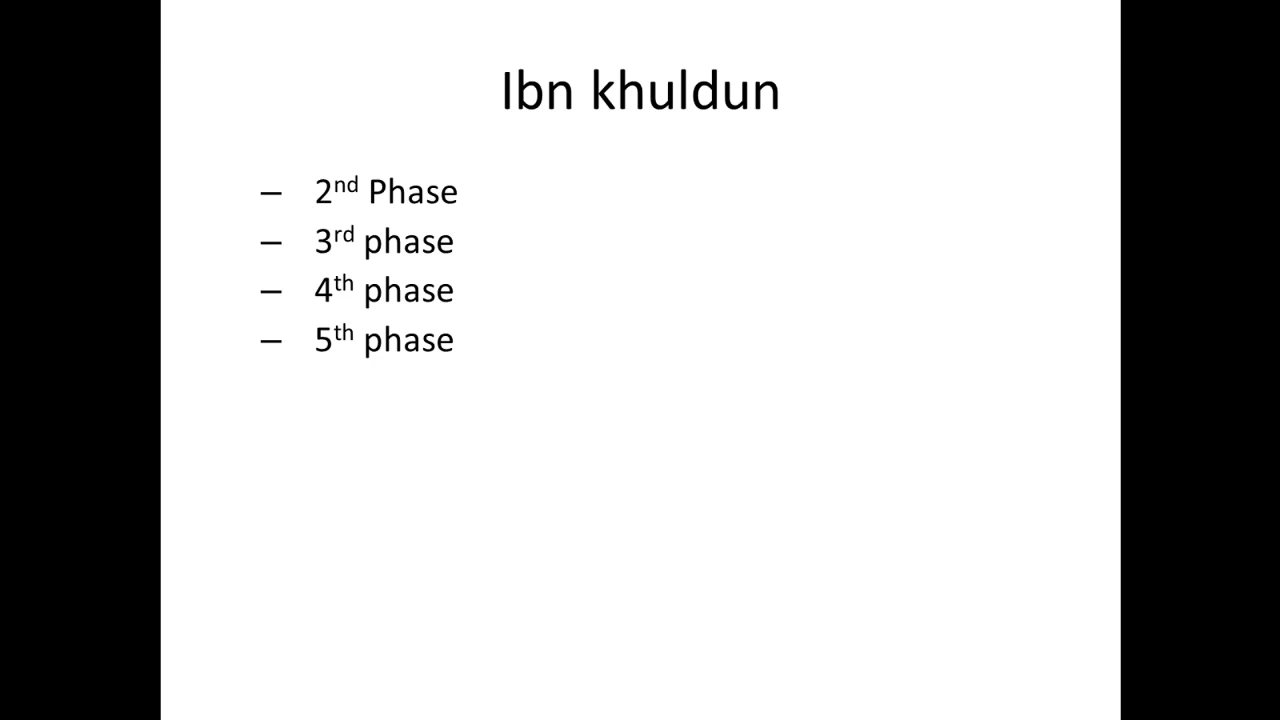 Ibn khuldun
– 2nd Phase
– 3rd phase
– 4th phase
– 5th phase